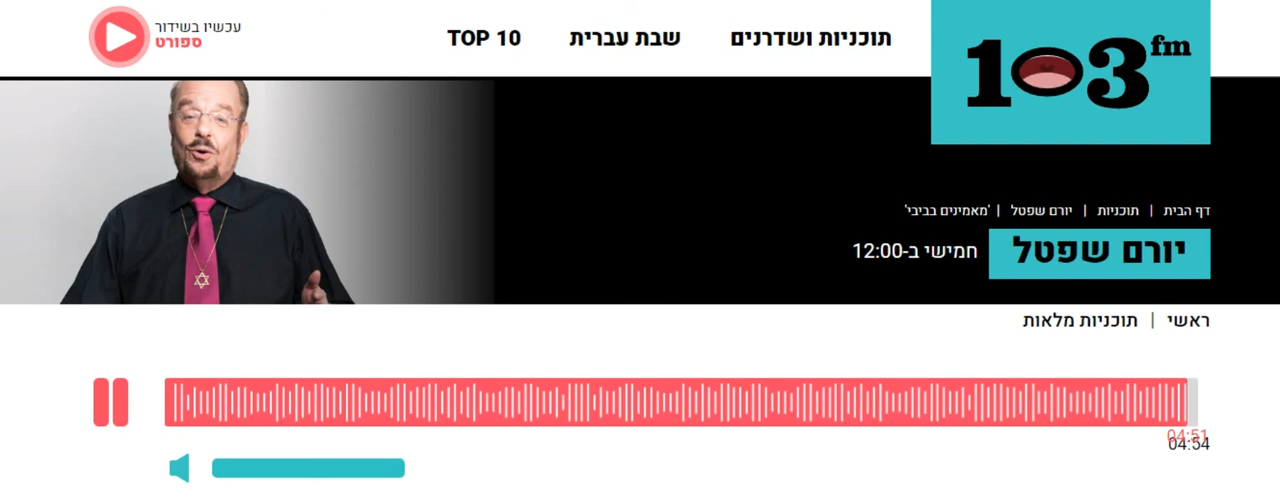 103fm
תוכניות ושדרנים
שבת עברית
TOP 10
עכשיו בשידור
ספורט
דף הבית | תוכניות | יורם שפטל | 'מאמינים בביבי'
יורם שפטל
חמישי ב-12:00
ראשי | תוכניות מלאות
04:51
04:54